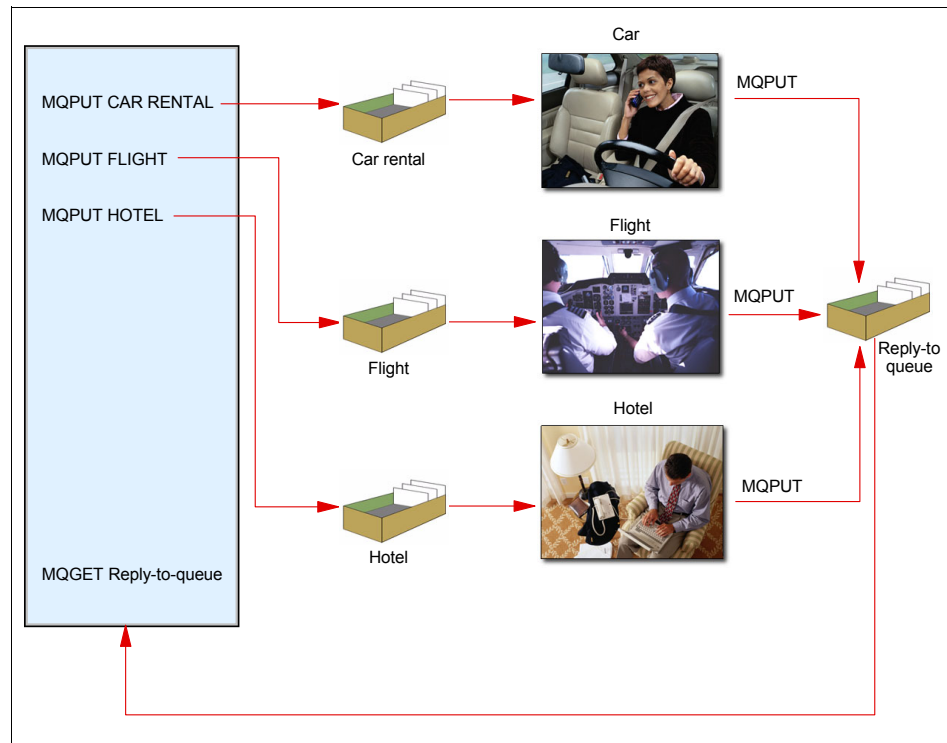 Car
MQPUT CAR RENTAL
MQPUT
Car rental
MQPUT FLIGHT
MQPUT HOTEL
Flight
MQPUT
Flight
Reply-to
queue
Hotel
MQPUT
Hotel
MQGET Reply-to-queue